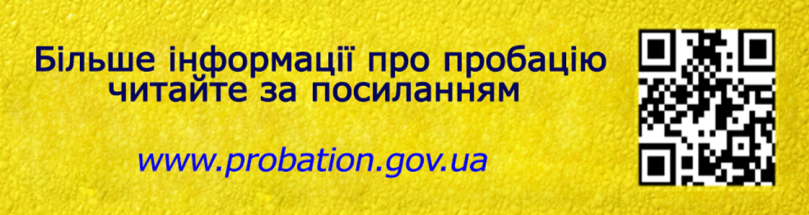 Більше інформації про пробацію
читайте за посиланням
www.probation.gov.ua